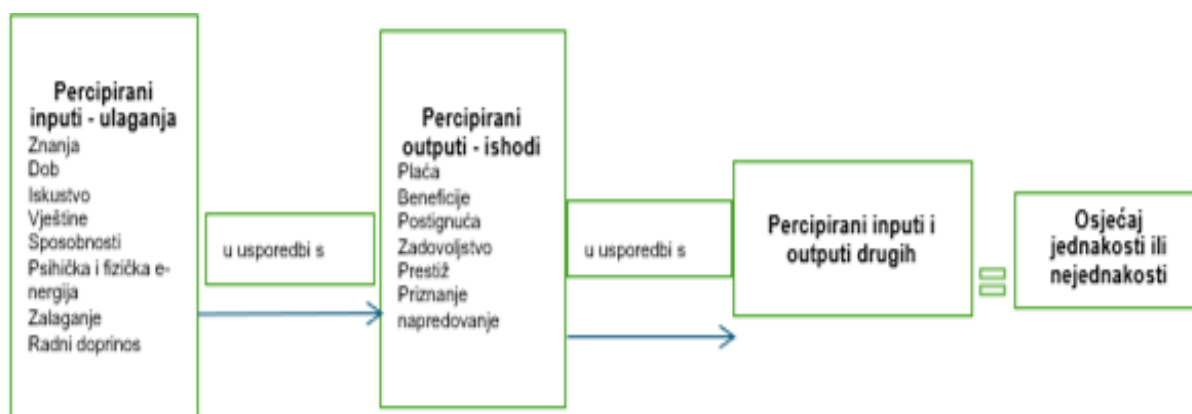 Percipirani
inputi - ulaganja
Znanja
Dob
Iskustvo
Vještine
Sposobnosti
Psihička i fizička e-
nergija
Zalaganje
Radni doprinos
u usporedbi s
Percipirani
outputi - ishodi
Plaća
Beneficije
Postignuća
Zadovoljstvo
Prestiž
Priznanje
napredovanje
u usporedbi s
Percipirani inputi i
outputi drugih
=
Osjećaj
jednakosti ili
nejednakosti